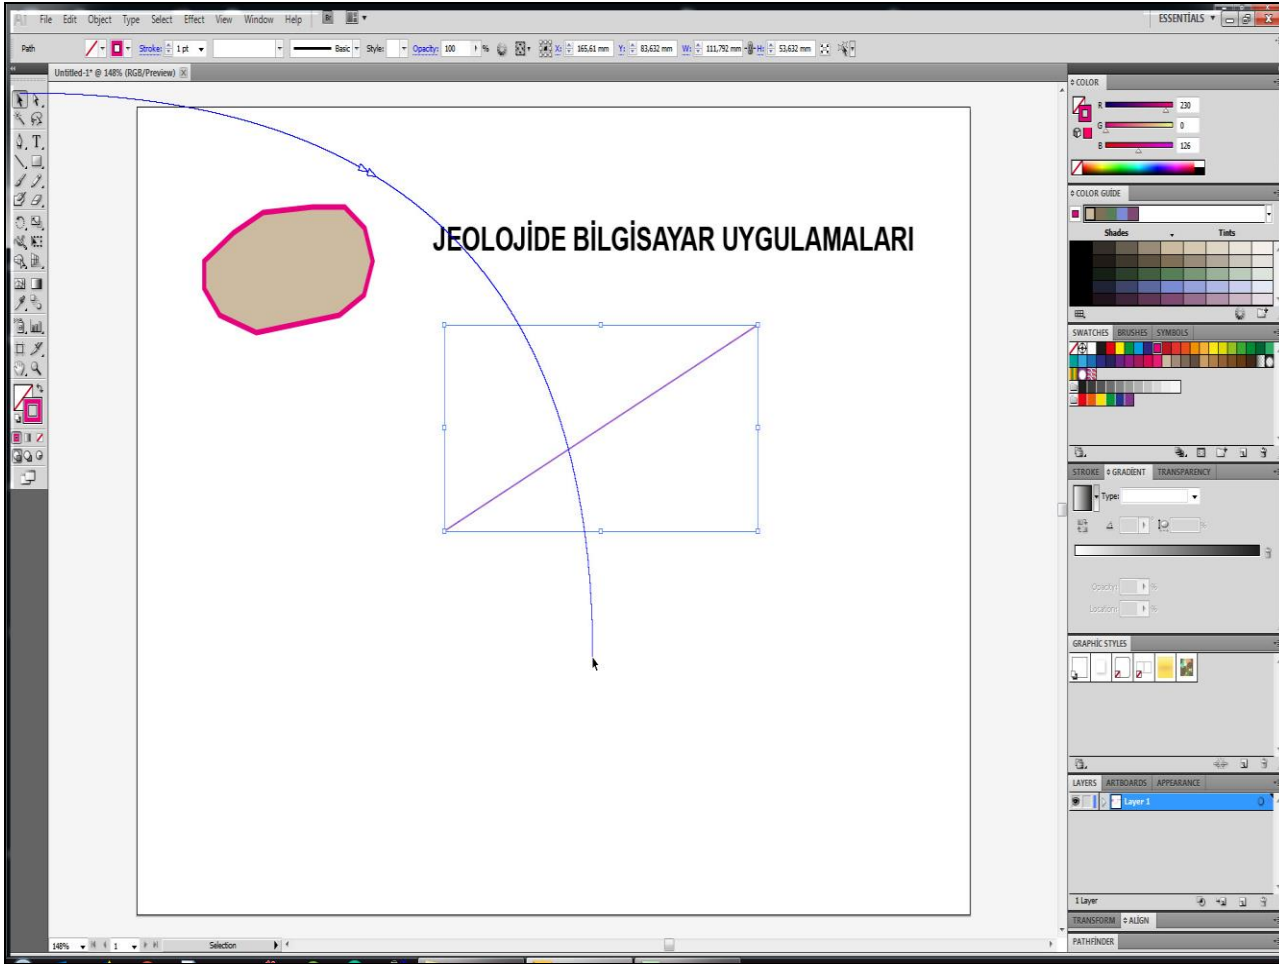 Ai File Edit Object Type Select Effect View Window Help Br ESSENTIALS
Path Stroke: 1 pt Basic Style: Opacity: 100 % X: 165,61 mm Y: 83,632 mm W: 111,792 mm H: 53,632 mm
Untitled-1* @ 148% (RGB/Preview)
COLOR
R 230
G 0
B 126
COLOR GUIDE
Shades Tints
JEOLOJİDE BİLGİSAYAR UYGULAMALARI
SWATCHES BRUSHES SYMBOLS
STROKE GRADIENT TRANSPARENCY
Type:
%
Opacity: %
Location: %
GRAPHIC STYLES
LAYERS ARTBOARDS APPEARANCE
Layer 1
1 Layer
TRANSFORM ALIGN
PATHFINDER
148% 1 Selection